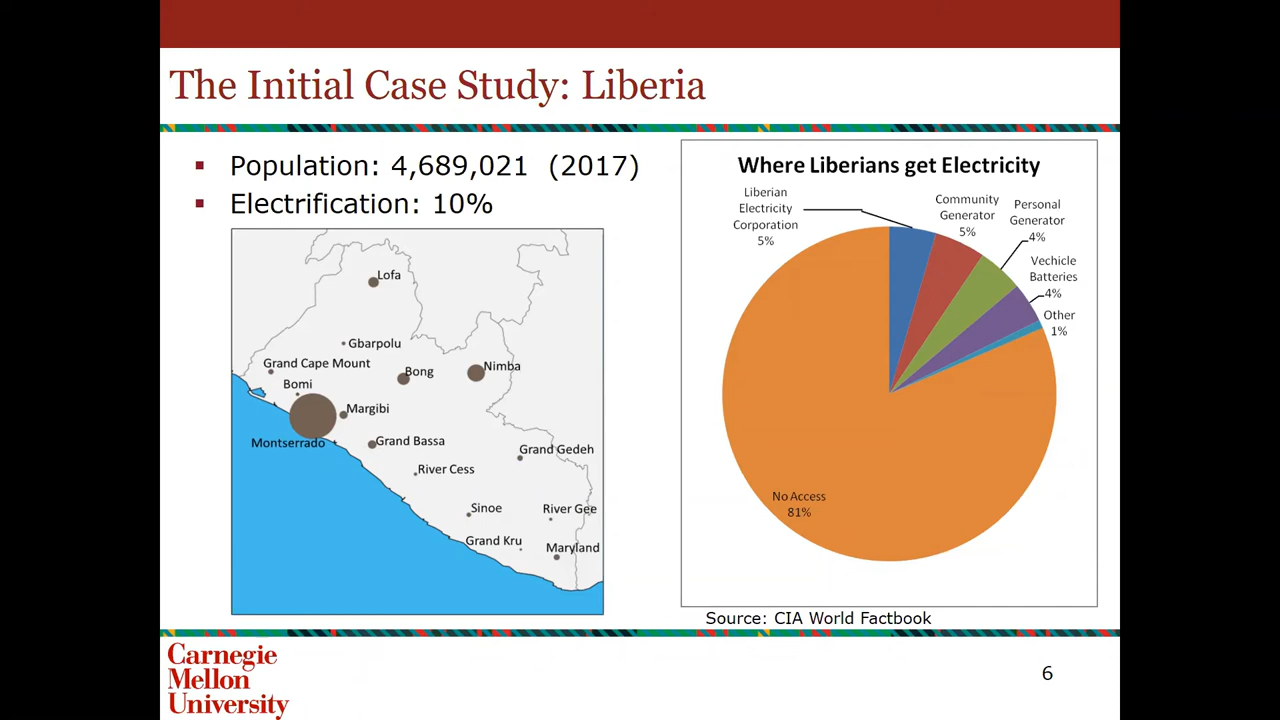 The Initial Case Study: Liberia
Population: 4,689,021 (2017)
Electrification: 10%
Lofa
Gbarpolu
Grand Cape Mount
Bong
Nimba
Bomi
Margibi
Montserrado
Grand Bassa
Grand Gedeh
River Cess
Sinoe
River Gee
Grand Kru
Maryland
Where Liberians get Electricity
Liberian
Electricity
Corporation
5%
Community
Generator
5%
Personal
Generator
4%
Vechicle
Batteries
4%
Other
1%
No Access
81%
Source: CIA World Factbook
Carnegie
Mellon
University
6